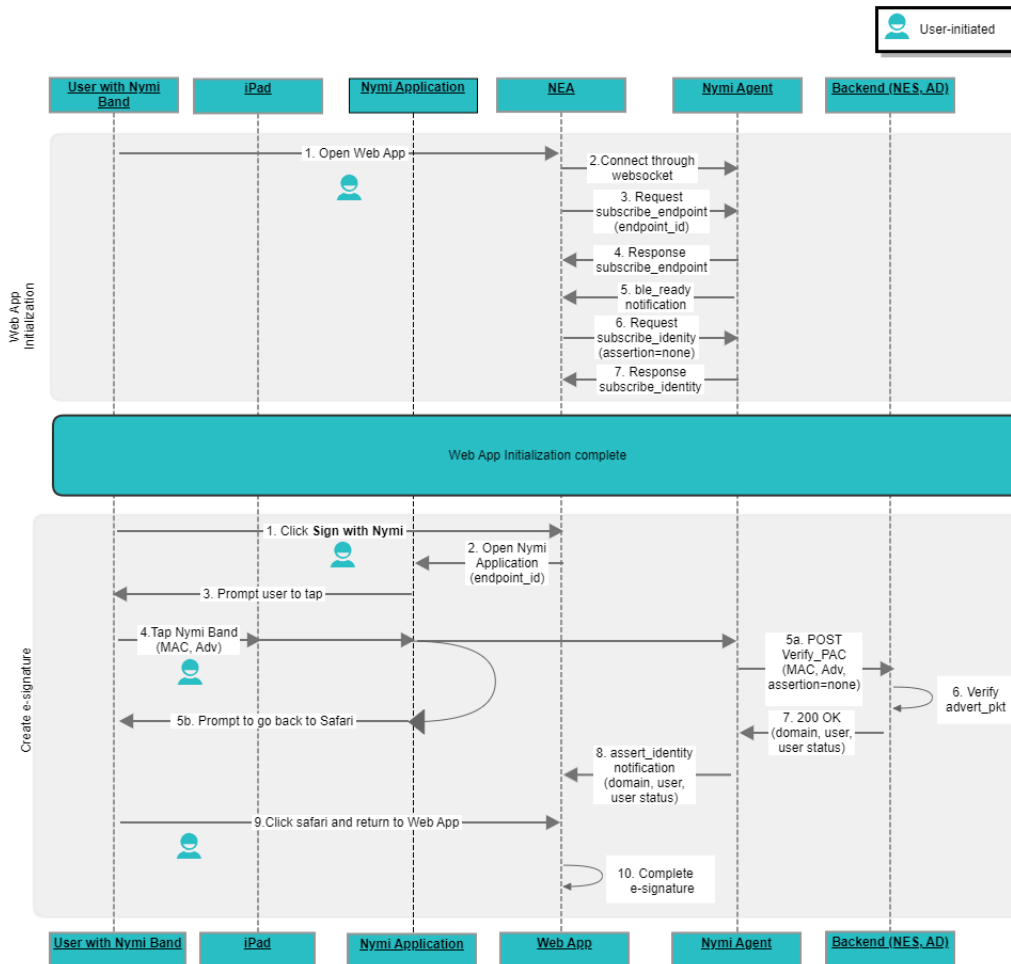 User-initiated
User with Nymi
Band
iPad
Nymi Application
NEA
Nymi Agent
Backend (NES, AD)
Web App
Initialization
1. Open Web App
2.Connect through
websocket
3. Request
subscribe_endpoint
(endpoint_id)
4. Response
subscribe_endpoint
5. ble_ready
notification
6. Request
subscribe_idenity
(assertion=none)
7. Response
subscribe_identity
Web App Initialization complete
Create e-signature
1. Click Sign with Nymi
2. Open Nymi
Application
(endpoint_id)
3. Prompt user to tap
4.Tap Nymi Band
(MAC, Adv)
5a. POST
Verify_PAC
(MAC, Adv,
assertion=none)
6. Verify
advert_pkt
5b. Prompt to go back to Safari
7. 200 OK
(domain, user,
user status)
8. assert_identity
notification
(domain, user,
user status)
9.Click safari and return to Web App
10. Complete
e-signature
User with Nymi Band
iPad
Nymi Application
Web App
Nymi Agent
Backend (NES, AD)